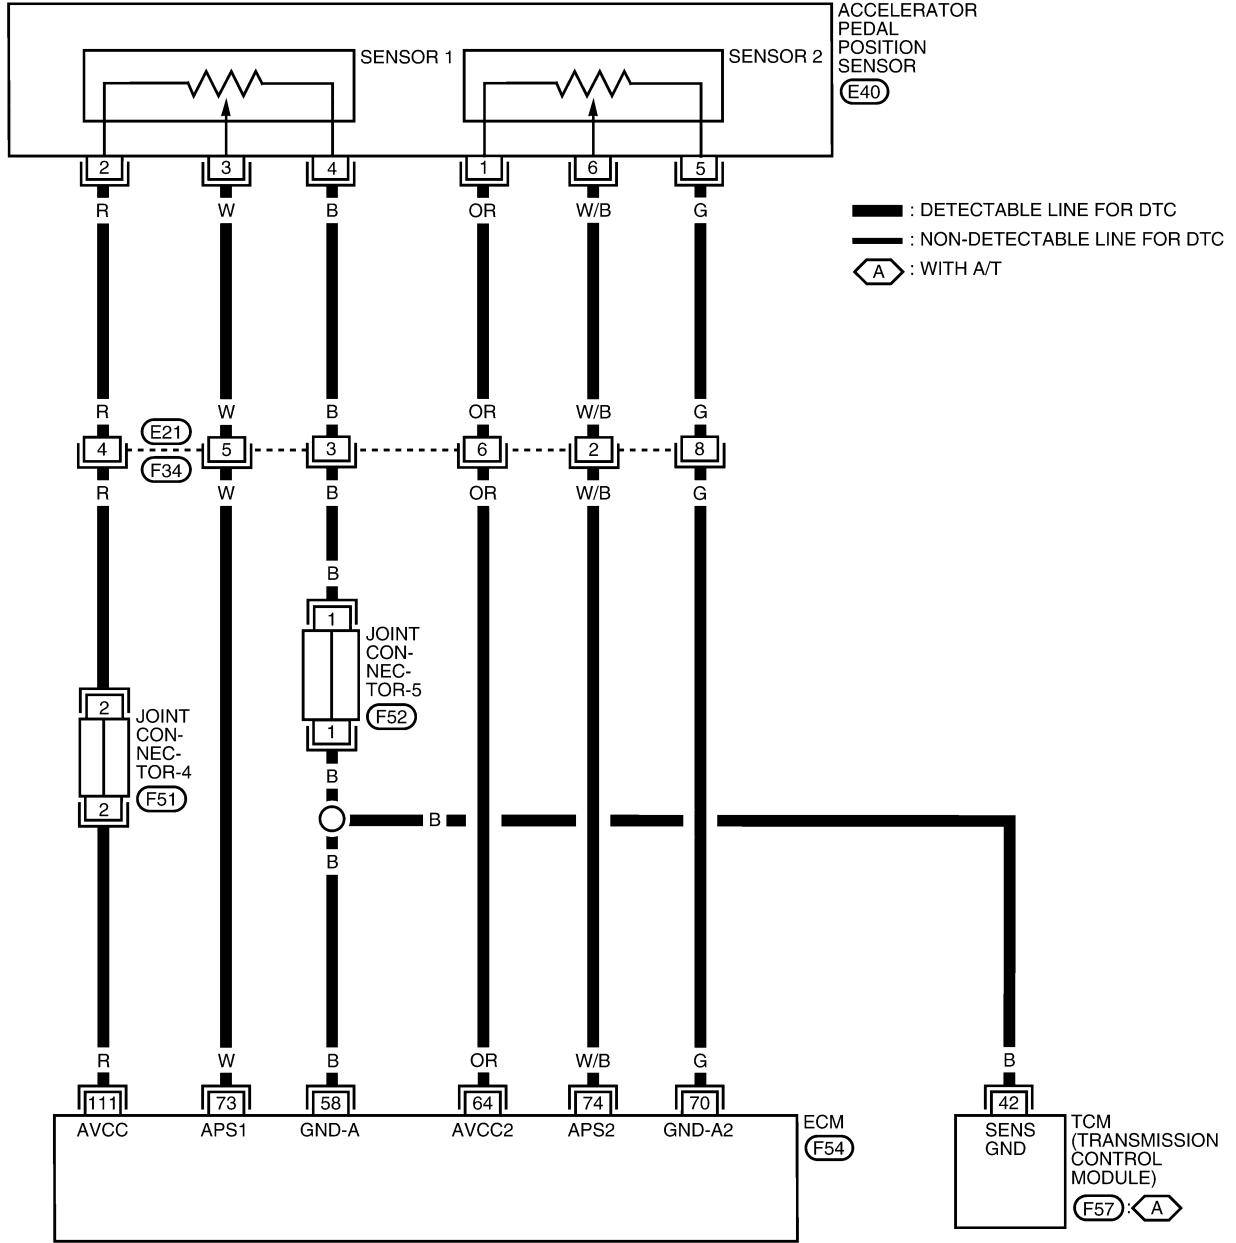 ACCELERATOR
PEDAL
POSITION
SENSOR
E40
SENSOR 1
SENSOR 2
2 3 4 1 6 5
R W B OR W/B G
: DETECTABLE LINE FOR DTC
: NON-DETECTABLE LINE FOR DTC
A : WITH A/T
R W B OR W/B G
E21
4 5 3 6 2 8
F34
R W B OR W/B G
B
1
JOINT
CON-
NEC-
TOR-5
F52
1
2
JOINT
CON-
NEC-
TOR-4
F51
2
B
B
B
R W B OR W/B G B
111 73 58 64 74 70 42
AVCC APS1 GND-A AVCC2 APS2 GND-A2
ECM
F54
SENS
GND
TCM
(TRANSMISSION
CONTROL
MODULE)
F57 : A